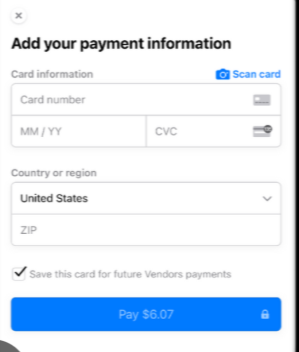 Add your payment information
Card information Scan card
Card number
MM / YY CVC
Country or region
United States
ZIP
Save this card for future Vendors payments
Pay $6.07